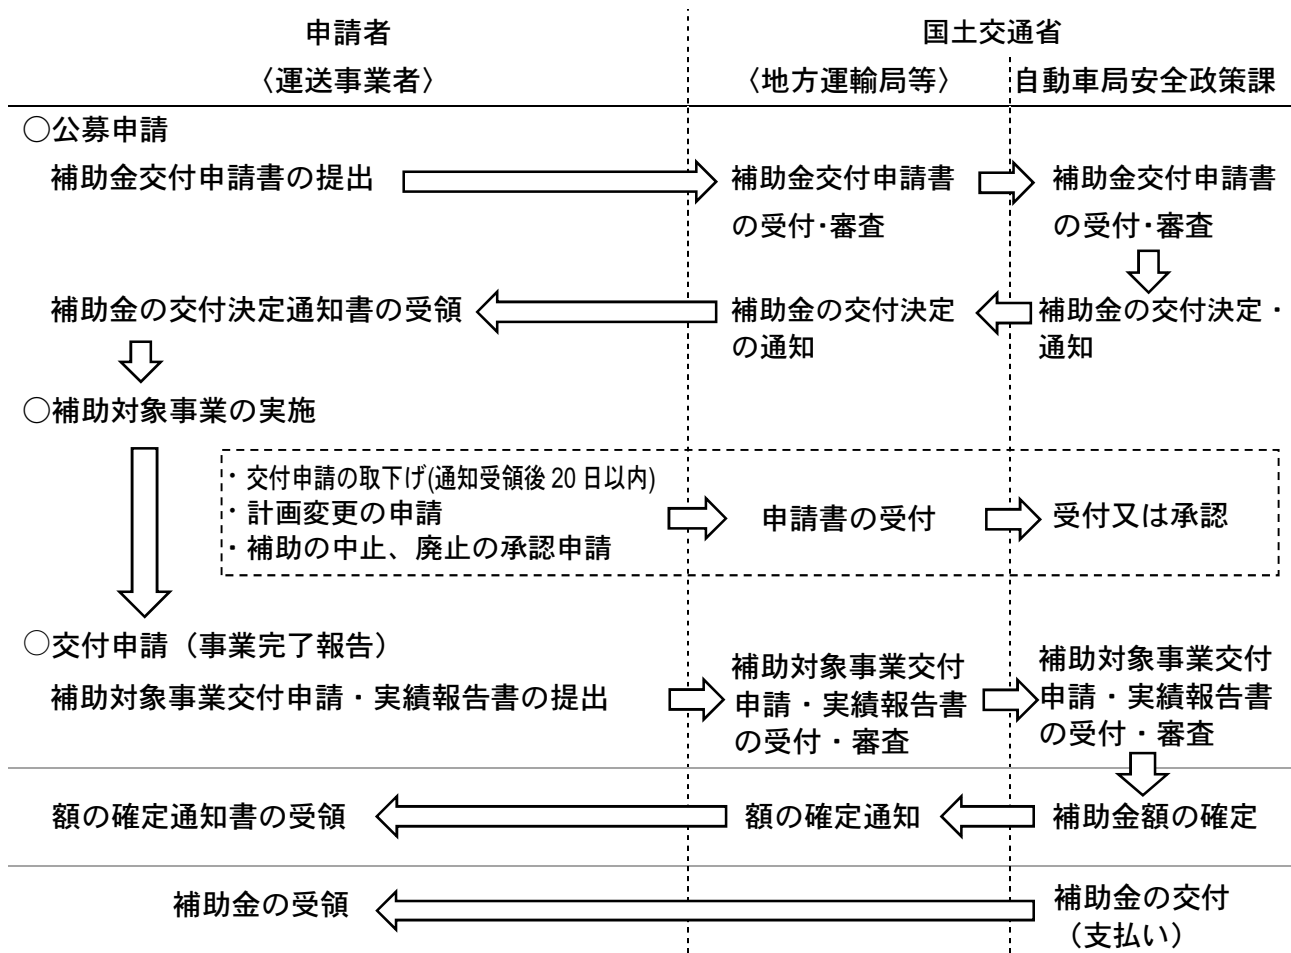 申請者
国土交通省
〈運送事業者〉
〈地方運輸局等〉
自動車局安全政策課
○公募申請
補助金交付申請書の提出
補助金交付申請書
の受付・審査
補助金交付申請書
の受付・審査
補助金の交付決定通知書の受領
補助金の交付決定
の通知
補助金の交付決定・
通知
○補助対象事業の実施
・交付申請の取下げ(通知受領後 20 日以内)
・計画変更の申請
・補助の中止、廃止の承認申請
申請書の受付
受付又は承認
○交付申請（事業完了報告）
補助対象事業交付申請・実績報告書の提出
補助対象事業交付
申請・実績報告書
の受付・審査
補助対象事業交付
申請・実績報告書
の受付・審査
額の確定通知書の受領
額の確定通知
補助金額の確定
補助金の受領
補助金の交付
（支払い）